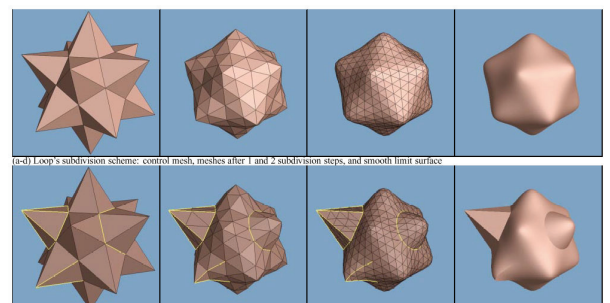 (a-d) Loop's subdivision scheme: control mesh, meshes after 1 and 2 subdivision steps, and smooth limit surface